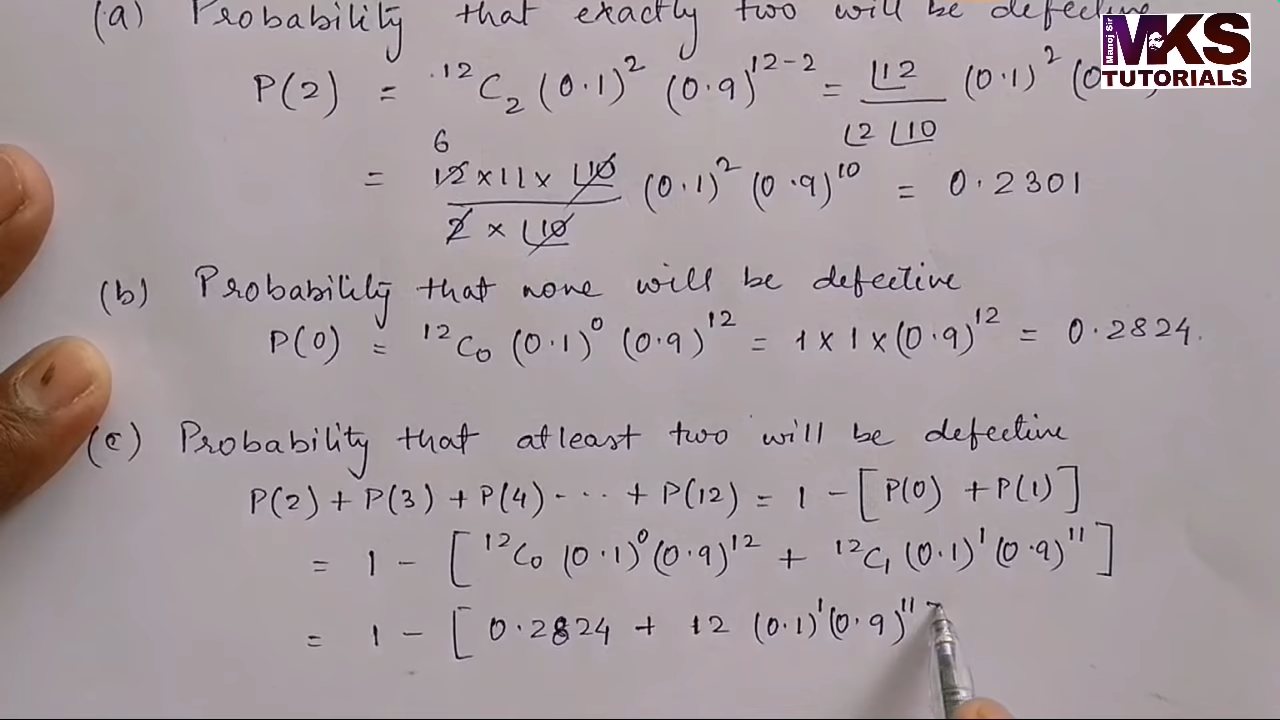 (a) Probability that exactly two will be defective
Manoj Sir
MKS
TUTORIALS
P(2) = ¹²C₂ (0.1)² (0.9)¹²⁻² = ⌊12 / ⌊2 ⌊10 (0.1)² (0
= 6 12 × 11 × ⌊10 / 2 × ⌊10 (0.1)² (0.9)¹⁰ = 0.2301
(b) Probability that none will be defective
P(0) = ¹²C₀ (0.1)⁰ (0.9)¹² = 1 × 1 × (0.9)¹² = 0.2824.
(c) Probability that atleast two will be defective
P(2) + P(3) + P(4) - ... + P(12) = 1 - [P(0) + P(1)]
= 1 - [¹²C₀ (0.1)⁰ (0.9)¹² + ¹²C₁ (0.1)¹ (0.9)¹¹]
= 1 - [0.2824 + 12 (0.1)¹ (0.9)¹¹